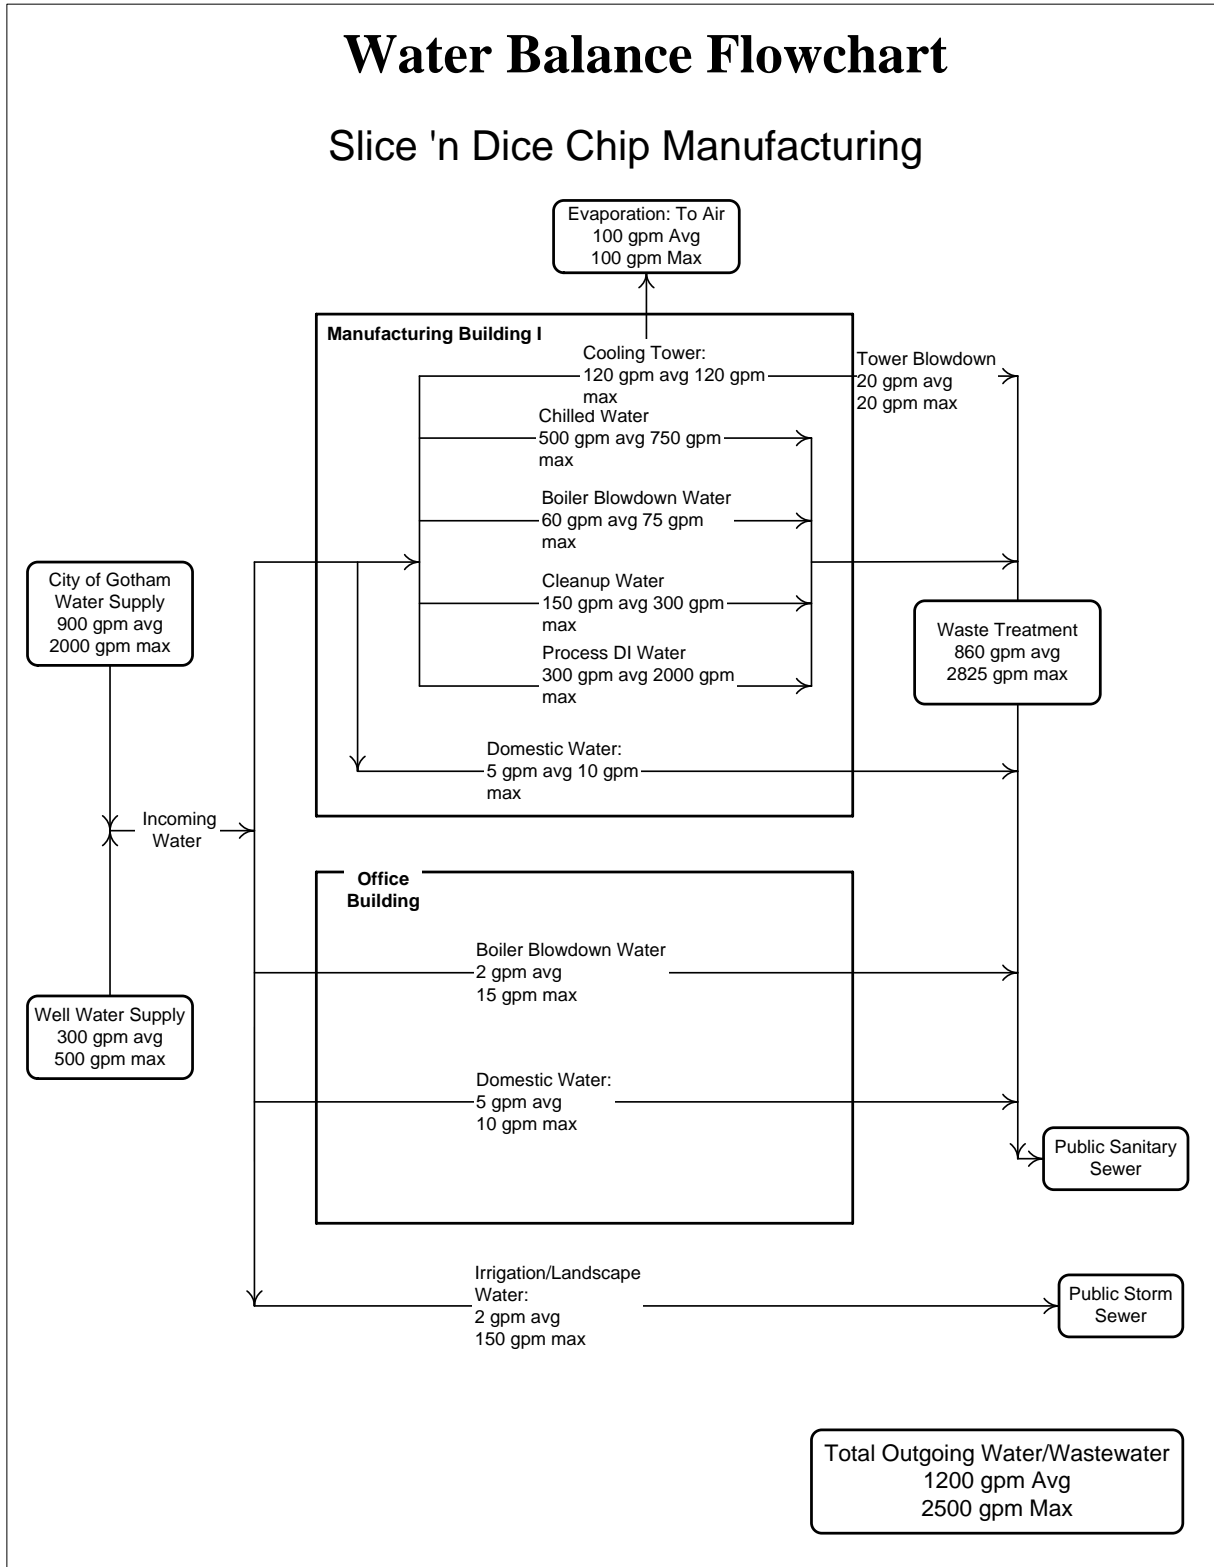 Water Balance Flowchart
Slice 'n Dice Chip Manufacturing
Evaporation: To Air
100 gpm Avg
100 gpm Max
Manufacturing Building I
Cooling Tower:
120 gpm avg 120 gpm
max
Tower Blowdown
20 gpm avg
20 gpm max
Chilled Water
500 gpm avg 750 gpm
max
Boiler Blowdown Water
60 gpm avg 75 gpm
max
Cleanup Water
150 gpm avg 300 gpm
max
Process DI Water
300 gpm avg 2000 gpm
max
Domestic Water:
5 gpm avg 10 gpm
max
City of Gotham
Water Supply
900 gpm avg
2000 gpm max
Waste Treatment
860 gpm avg
2825 gpm max
Incoming
Water
Office
Building
Boiler Blowdown Water
2 gpm avg
15 gpm max
Well Water Supply
300 gpm avg
500 gpm max
Domestic Water:
5 gpm avg
10 gpm max
Public Sanitary
Sewer
Irrigation/Landscape
Water:
2 gpm avg
150 gpm max
Public Storm
Sewer
Total Outgoing Water/Wastewater
1200 gpm Avg
2500 gpm Max